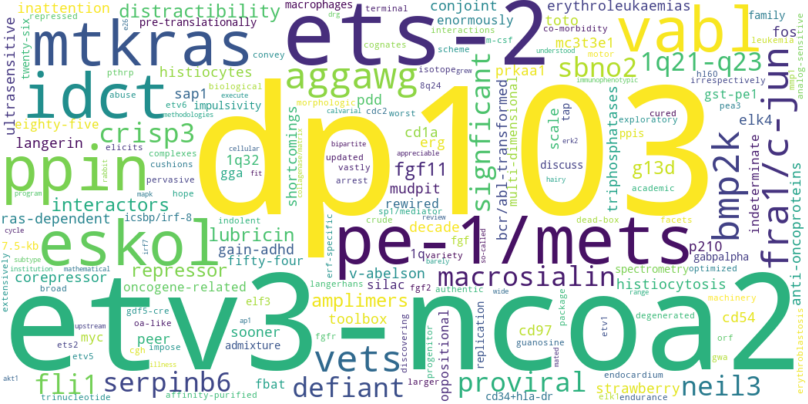 inattention
repressed
macrophages
terminal
conjoint
erythroleukaemias
distractibility
pre-translationally
drg
ets-2
enormously
toto
co-morbidity
family
vabl
fos
mtkras
interactions
m-csf
scheme
cognates
mc3t3e1
understood
motor
leukemia
twenty-six
convey
e26
ultrasensitive
histiocytes
aggawg
isotope
grew
prkaa1
sbno2
1q21-q23
biological
execute
immunophenotypic
analog-sensitive
idct
sap1
impulsivity
pdd
morphologic
8q24
h160
gst-pe1
irrespectively
abuse
etv6
methodologies
calvarial
cdc2
worst
pea3
eighty-five
crisp3
shortcomings
bipartite
cd1a
erg
signficant
bcr/abl-transformed
multi-dimensional
scale
tap
cured
ppis
triphosphatases
exploratory
elk4
fra1/c-jun
langerin
elicits
cellular
updated
appreciable
fgf11
erk2
discuss
g13d
bmp2k
indeterminate
ppin
complexes
cushions
1q32
dp103
vastly
mudpit
hairy
academic
pervasive
mapk
hope
gga
fit
arrest
rewired
dead-box
facets
program
rabbit
interactors
ras-dependent
icsbp/irf-8
crude
sp1/mediator
review
decade
anti-oncoproteins
cycle
indolent
lubricin
variety
so-called
fgf
pe-1/mets
p210
gabpalpha
7.5-kb
eskol
gain-adhd
erf-specific
v-abelson
1q
subtype
institution
mathematical
irf7
repressor
fifty-four
barely
macrosialin
spectrometry
optimized
extensively
corepressor
oncogene-related
langerhans
silac
fgf2
authentic
wide
histiocytosis
range
machinery
broad
gdf5-cre
elf3
amplimers
package
degenerated
etv3-ncoa2
upstream
myc
oa-like
ap1
sooner
toolbox
discovering
progenitor
replication
cd97
guanosine
etv1
cd54
orf
ets2
etv5
cgh
peer
impose
admixture
fgfr
vets
oppositional
mated
gwa
endocardium
akt1
fli1
illness
serpinb6
fbat
defiant
larger
proviral
strawberry
neil3
trinucleotide
affinity-purified
cd34+hla-dr
elk1
endurance